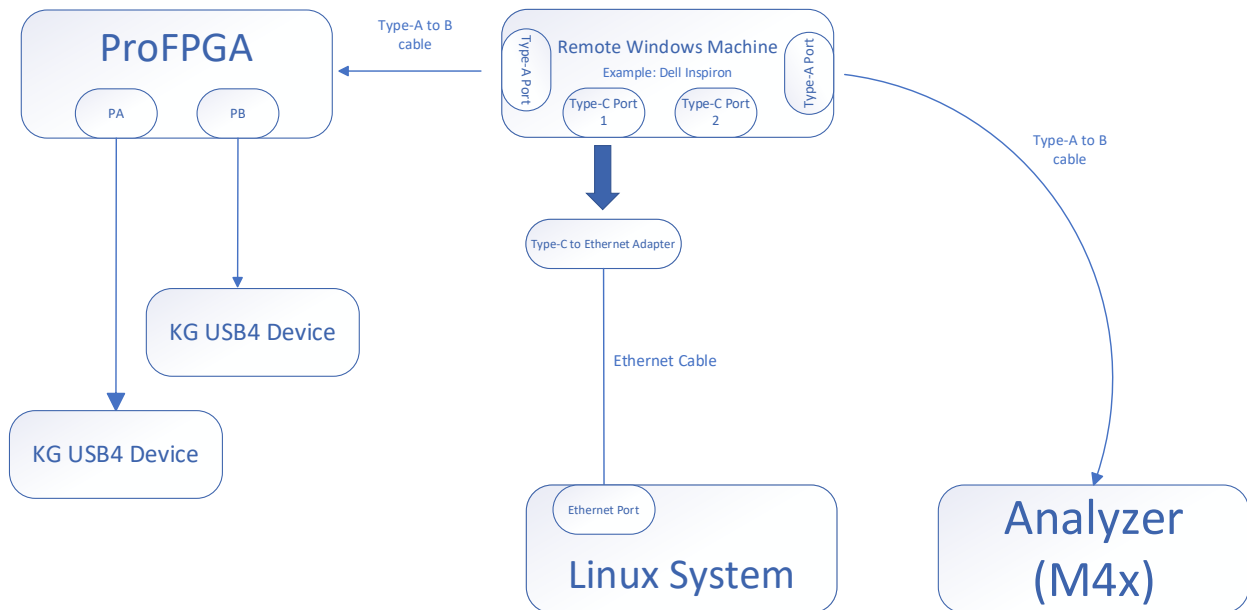 ProFPGA
PA
PB
Type-A to B
cable
Remote Windows Machine
Example: Dell Inspiron
Type-A Port
Type-C Port
1
Type-C Port
2
Type-A Port
Type-A to B
cable
Type-C to Ethernet Adapter
KG USB4 Device
Ethernet Cable
KG USB4 Device
Ethernet Port
Linux System
Analyzer
(M4x)